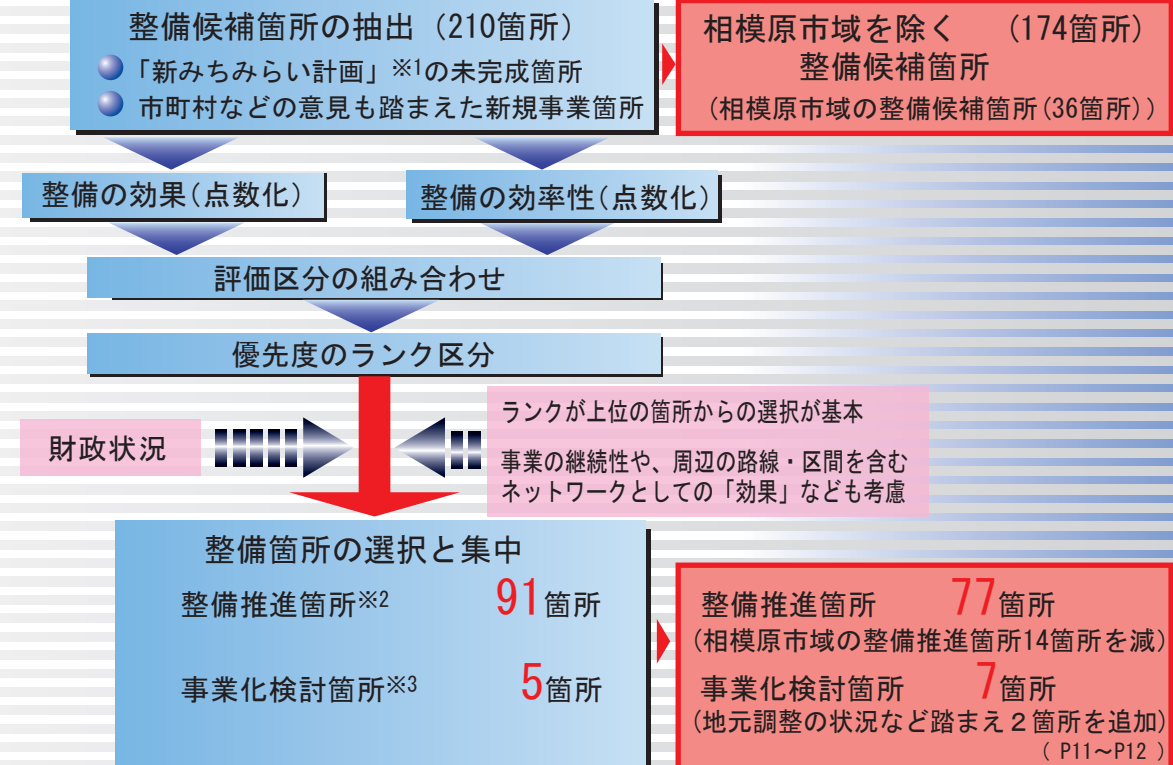 整備候補箇所の抽出（210箇所）
「新みちみらい計画」※1の未完成箇所
市町村などの意見も踏まえた新規事業箇所
相模原市域を除く　（174箇所）
整備候補箇所
（相模原市域の整備候補箇所(36箇所)）
整備の効果(点数化)
整備の効率性(点数化)
評価区分の組み合わせ
優先度のランク区分
財政状況
ランクが上位の箇所からの選択が基本
事業の継続性や、周辺の路線・区間を含む
ネットワークとしての「効果」なども考慮
整備箇所の選択と集中
整備推進箇所※2　91箇所
事業化検討箇所※3　5箇所
整備推進箇所　77箇所
(相模原市域の整備推進箇所14箇所を減)
事業化検討箇所　7箇所
(地元調整の状況など踏まえ２箇所を追加)
( P11～P12 )